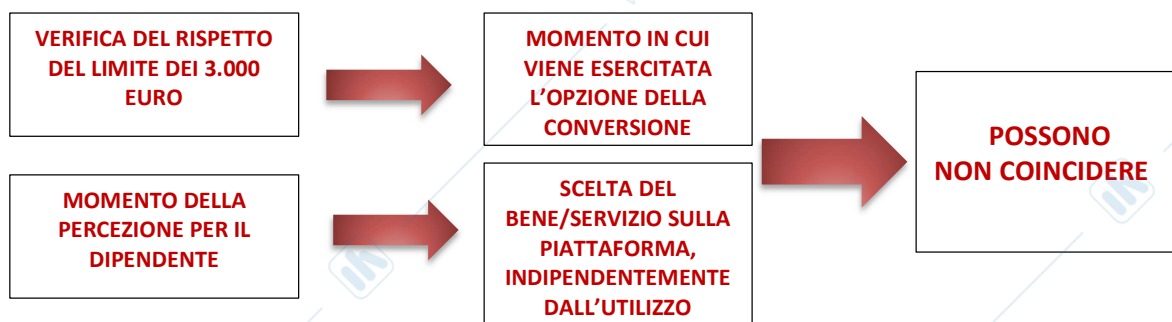 VERIFICA DEL RISPETTO
DEL LIMITE DEI 3.000
EURO
MOMENTO IN CUI
VIENE ESERCITATA
L'OPZIONE DELLA
CONVERSIONE
MOMENTO DELLA
PERCEZIONE PER IL
DIPENDENTE
SCELTA DEL
BENE/SERVIZIO SULLA
PIATTAFORMA,
INDIPENDENTEMENTE
DALL'UTILIZZO
POSSONO
NON COINCIDERE